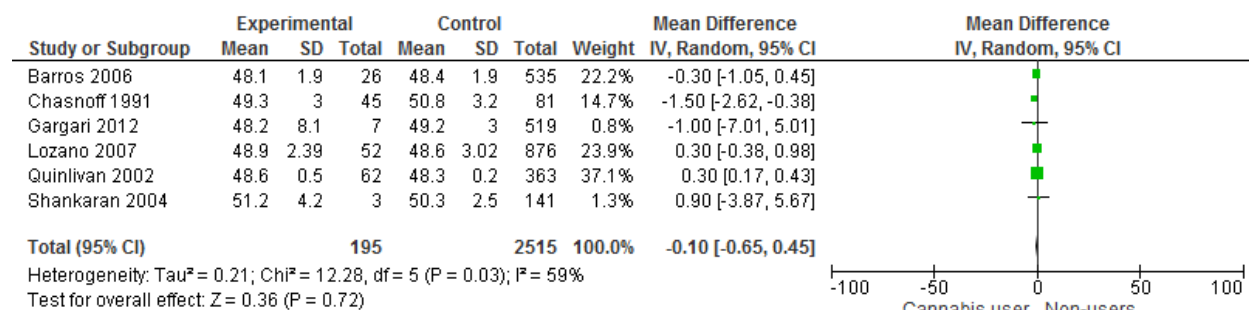 Experimental Control Mean Difference Mean Difference
Study or Subgroup Mean SD Total Mean SD Total Weight IV, Random, 95% CI IV, Random, 95% CI
Barros 2006 48.1 1.9 26 48.4 1.9 535 22.2% -0.30 [-1.05, 0.45]
Chasnoff 1991 49.3 3 45 50.8 3.2 81 14.7% -1.50 [-2.62, -0.38]
Gargari 2012 48.2 8.1 7 49.2 3 519 0.8% -1.00 [-7.01, 5.01]
Lozano 2007 48.9 2.39 52 48.6 3.02 876 23.9% 0.30 [-0.38, 0.98]
Quinlivan 2002 48.6 0.5 62 48.3 0.2 363 37.1% 0.30 [0.17, 0.43]
Shankaran 2004 51.2 4.2 3 50.3 2.5 141 1.3% 0.90 [-3.87, 5.67]
Total (95% CI) 195 2515 100.0% -0.10 [-0.65, 0.45]
Heterogeneity: Tau² = 0.21; Chi² = 12.28, df = 5 (P = 0.03); I² = 59%
Test for overall effect: Z = 0.36 (P = 0.72)
-100 -50 0 50 100
Cannabis user Non-users